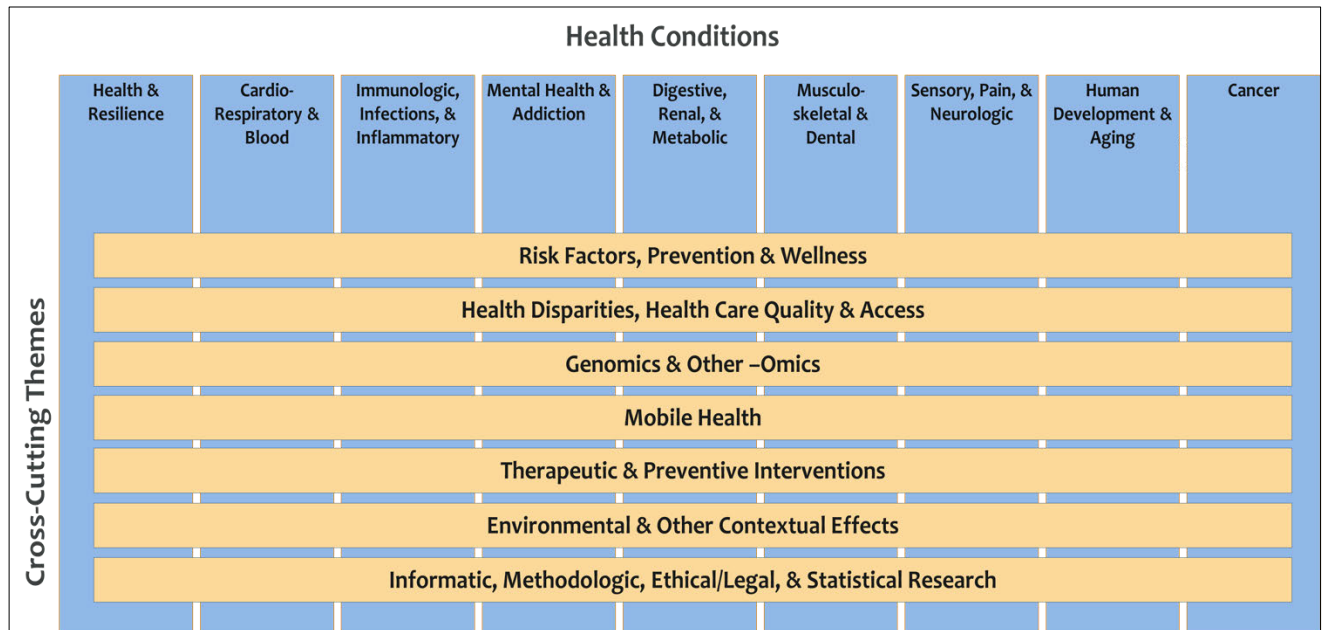 Health Conditions
Health &
Resilience
Cardio-
Respiratory &
Blood
Immunologic,
Infections, &
Inflammatory
Mental Health &
Addiction
Digestive,
Renal, &
Metabolic
Musculo-
skeletal &
Dental
Sensory, Pain, &
Neurologic
Human
Development &
Aging
Cancer
Cross-Cutting Themes
Risk Factors, Prevention & Wellness
Health Disparities, Health Care Quality & Access
Genomics & Other –Omics
Mobile Health
Therapeutic & Preventive Interventions
Environmental & Other Contextual Effects
Informatic, Methodologic, Ethical/Legal, & Statistical Research